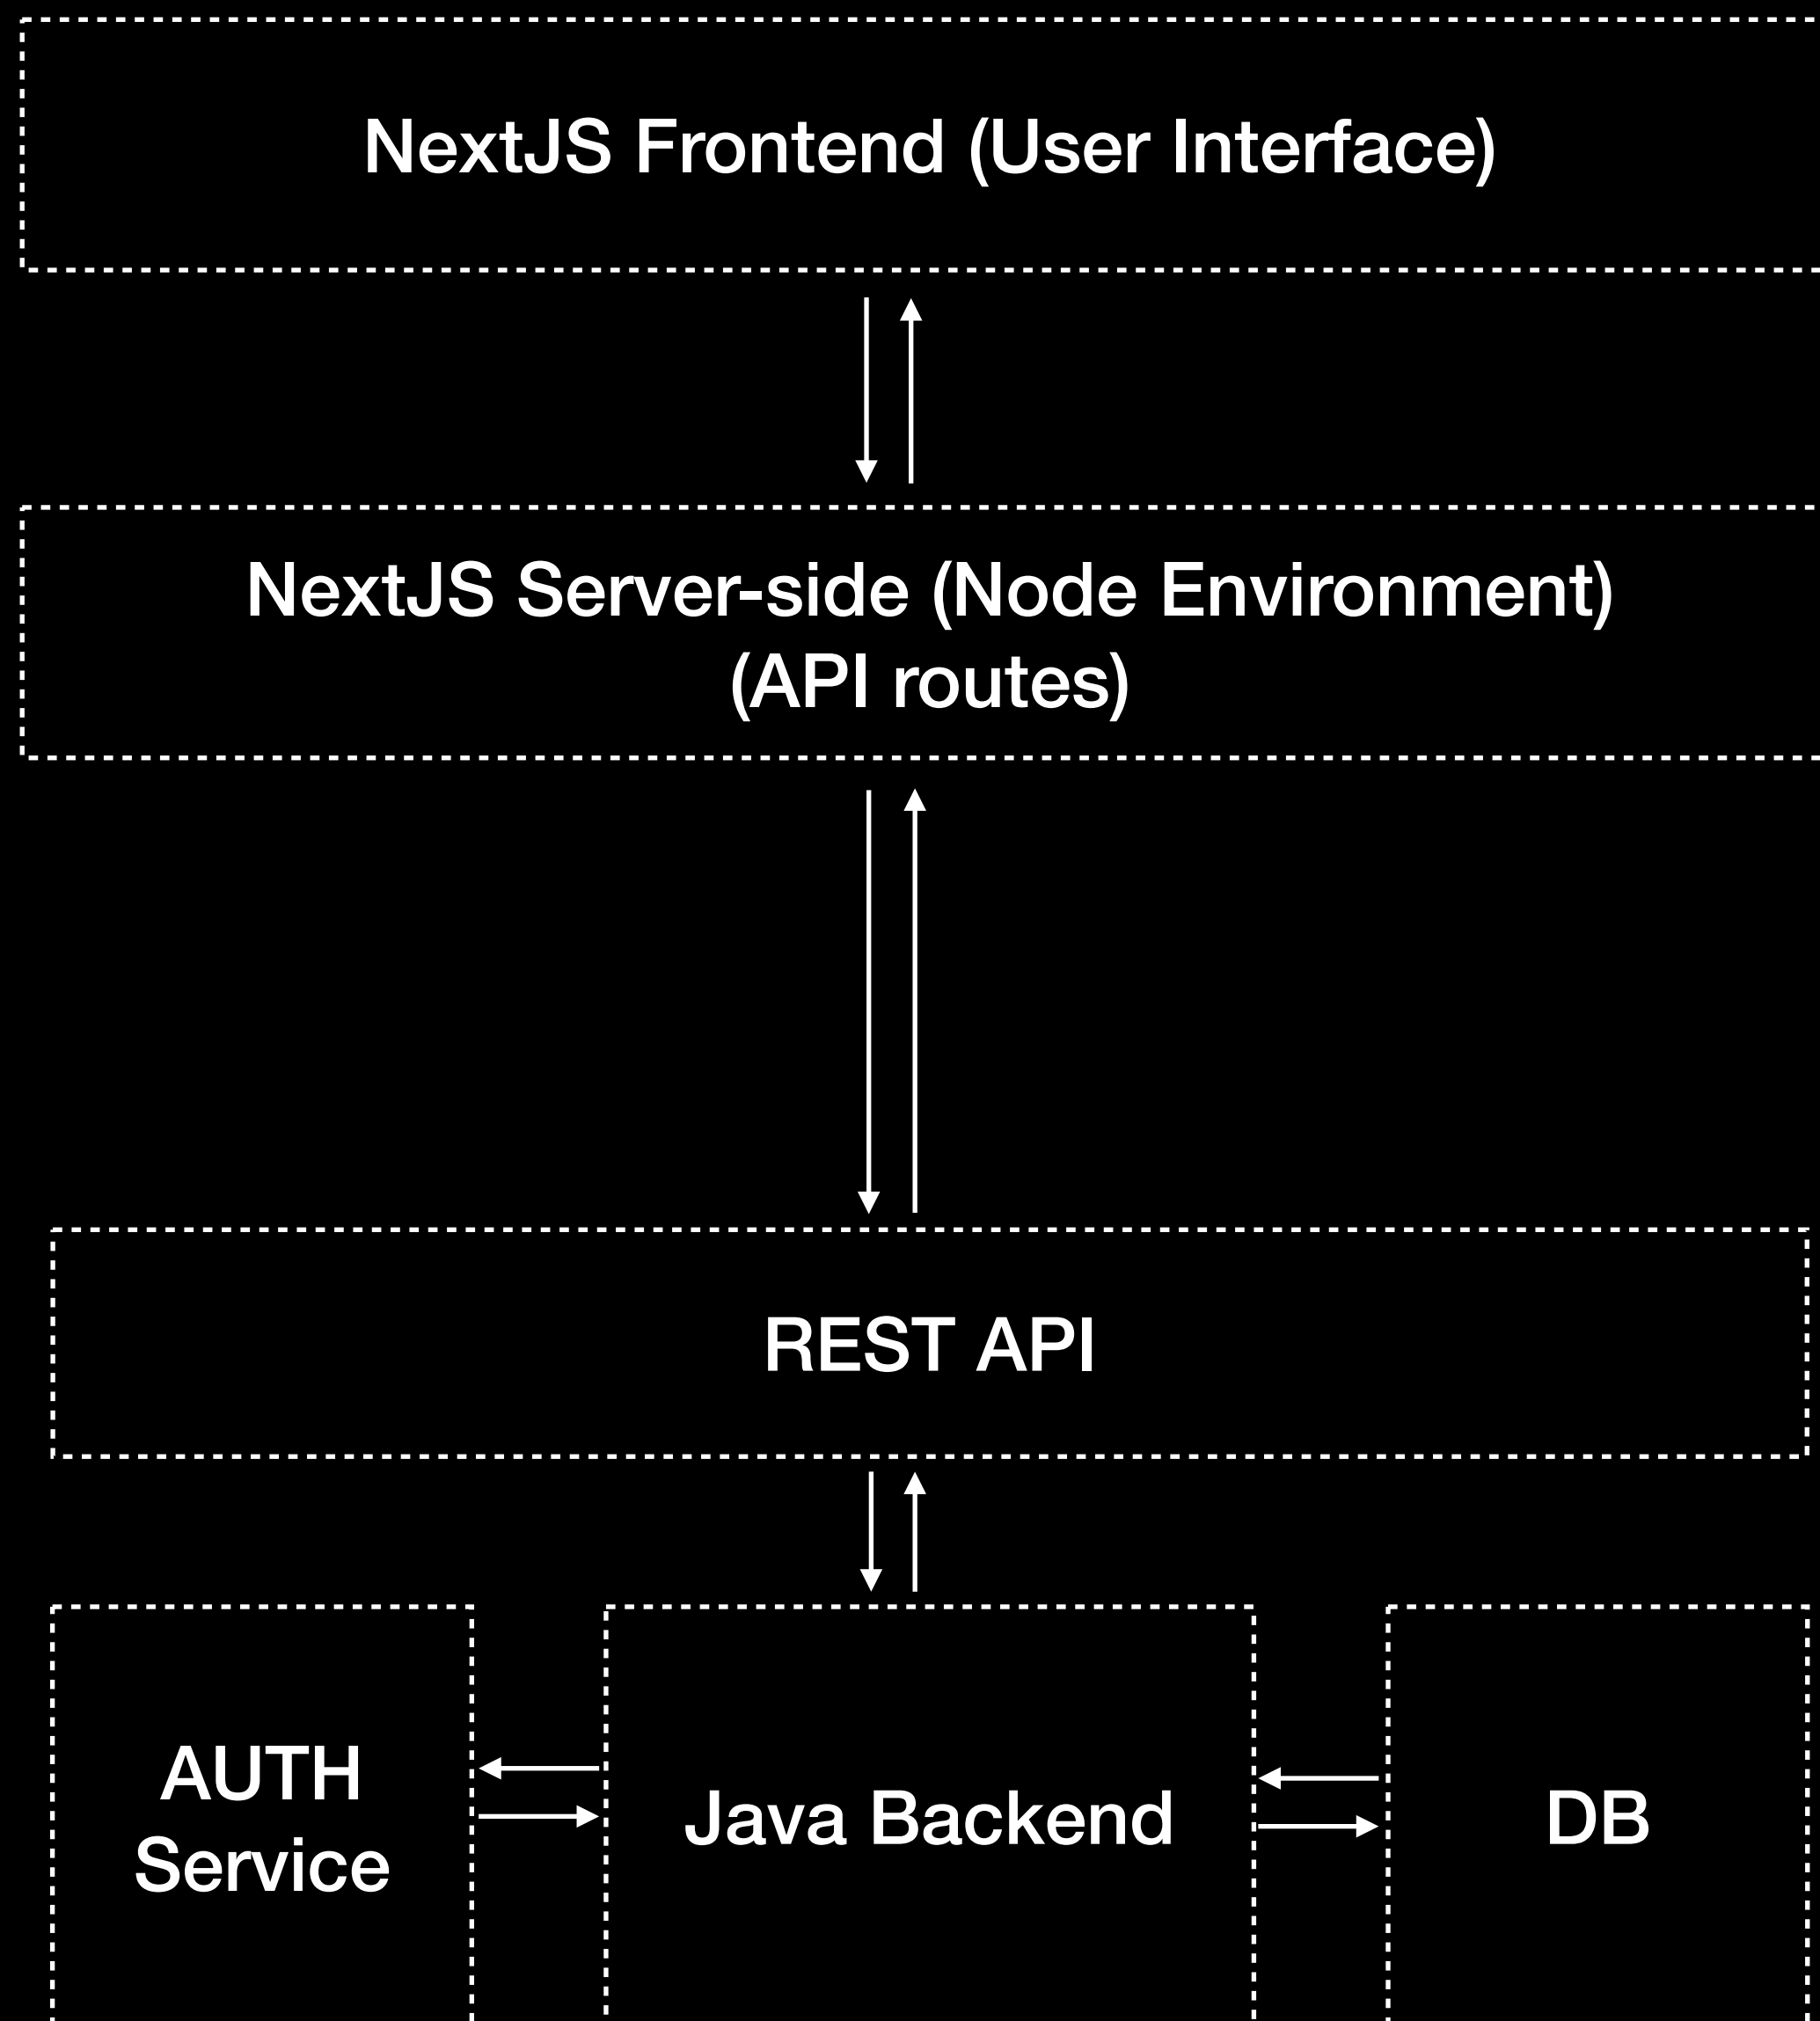 NextJS Frontend (User Interface)
NextJS Server-side (Node Environment)
(API routes)
REST API
AUTH
Service
Java Backend
DB